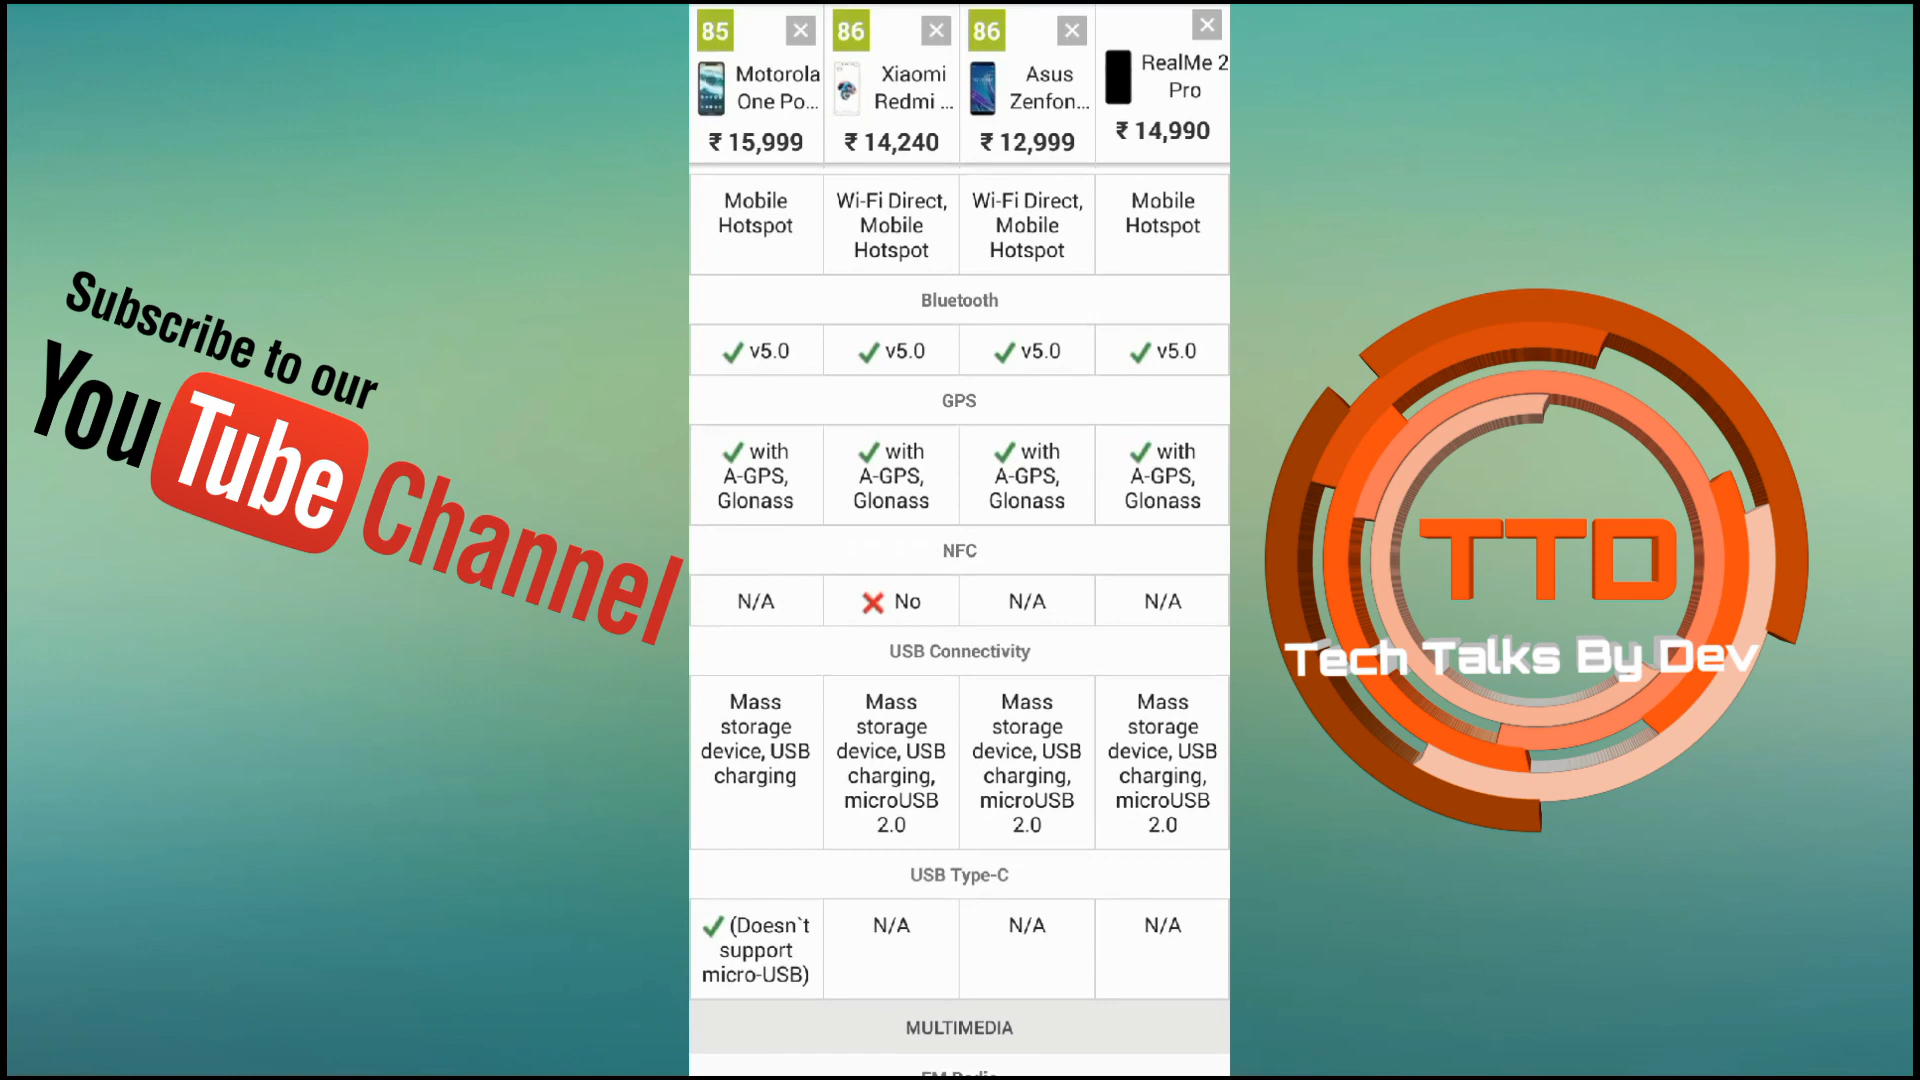 Subscribe to our
YouTube Channel
85
86
86
Motorola
One Po...
₹ 15,999
Xiaomi
Redmi ...
₹ 14,240
Asus
Zenfon...
₹ 12,999
RealMe 2
Pro
₹ 14,990
Mobile
Hotspot
Wi-Fi Direct,
Mobile
Hotspot
Wi-Fi Direct,
Mobile
Hotspot
Mobile
Hotspot
Bluetooth
v5.0
v5.0
v5.0
v5.0
GPS
with
A-GPS,
Glonass
with
A-GPS,
Glonass
with
A-GPS,
Glonass
with
A-GPS,
Glonass
NFC
N/A
No
N/A
N/A
USB Connectivity
Mass
storage
device, USB
charging
Mass
storage
device, USB
charging,
microUSB
2.0
Mass
storage
device, USB
charging,
microUSB
2.0
Mass
storage
device, USB
charging,
microUSB
2.0
USB Type-C
(Doesn`t
support
micro-USB)
N/A
N/A
N/A
MULTIMEDIA
TTD
Tech Talks By Dev